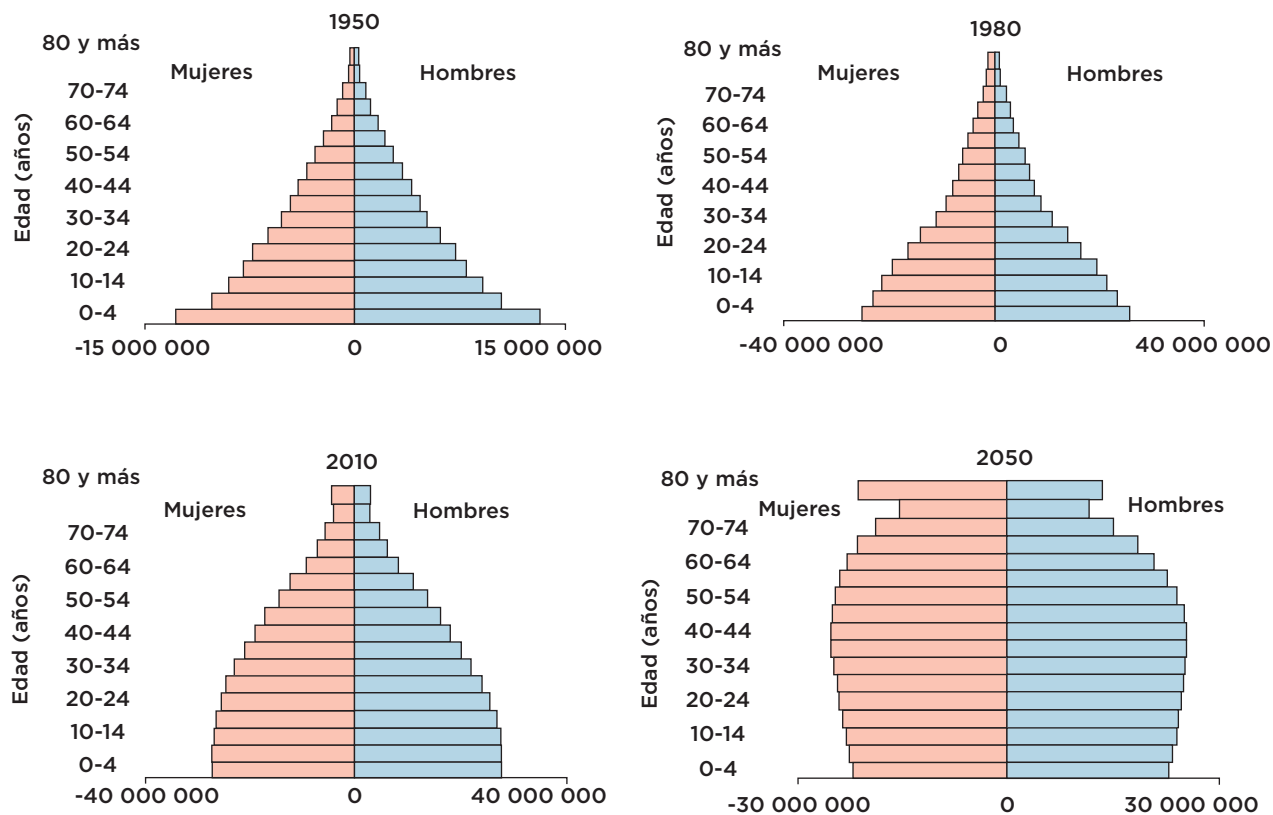 1950
80 y más
Mujeres
Hombres
70-74
60-64
50-54
40-44
30-34
20-24
10-14
0-4
Edad (años)
-15 000 000
0
15 000 000
1980
80 y más
Mujeres
Hombres
70-74
60-64
50-54
40-44
30-34
20-24
10-14
0-4
Edad (años)
-40 000 000
0
40 000 000
2010
80 y más
Mujeres
Hombres
70-74
60-64
50-54
40-44
30-34
20-24
10-14
0-4
Edad (años)
-40 000 000
0
40 000 000
2050
80 y más
Mujeres
Hombres
70-74
60-64
50-54
40-44
30-34
20-24
10-14
0-4
Edad (años)
-30 000 000
0
30 000 000